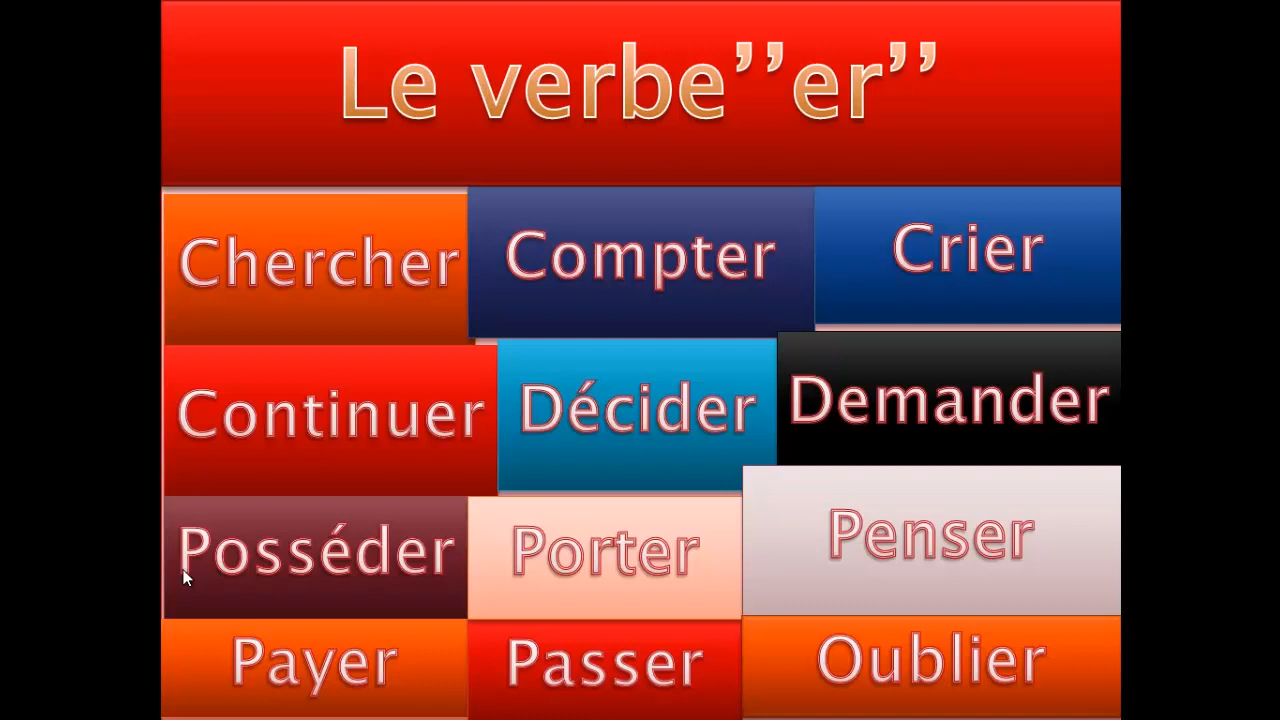 Le verbe’’er’’
Chercher
Compter
Crier
Continuer
Décider
Demander
Posséder
Porter
Penser
Payer
Passer
Oublier